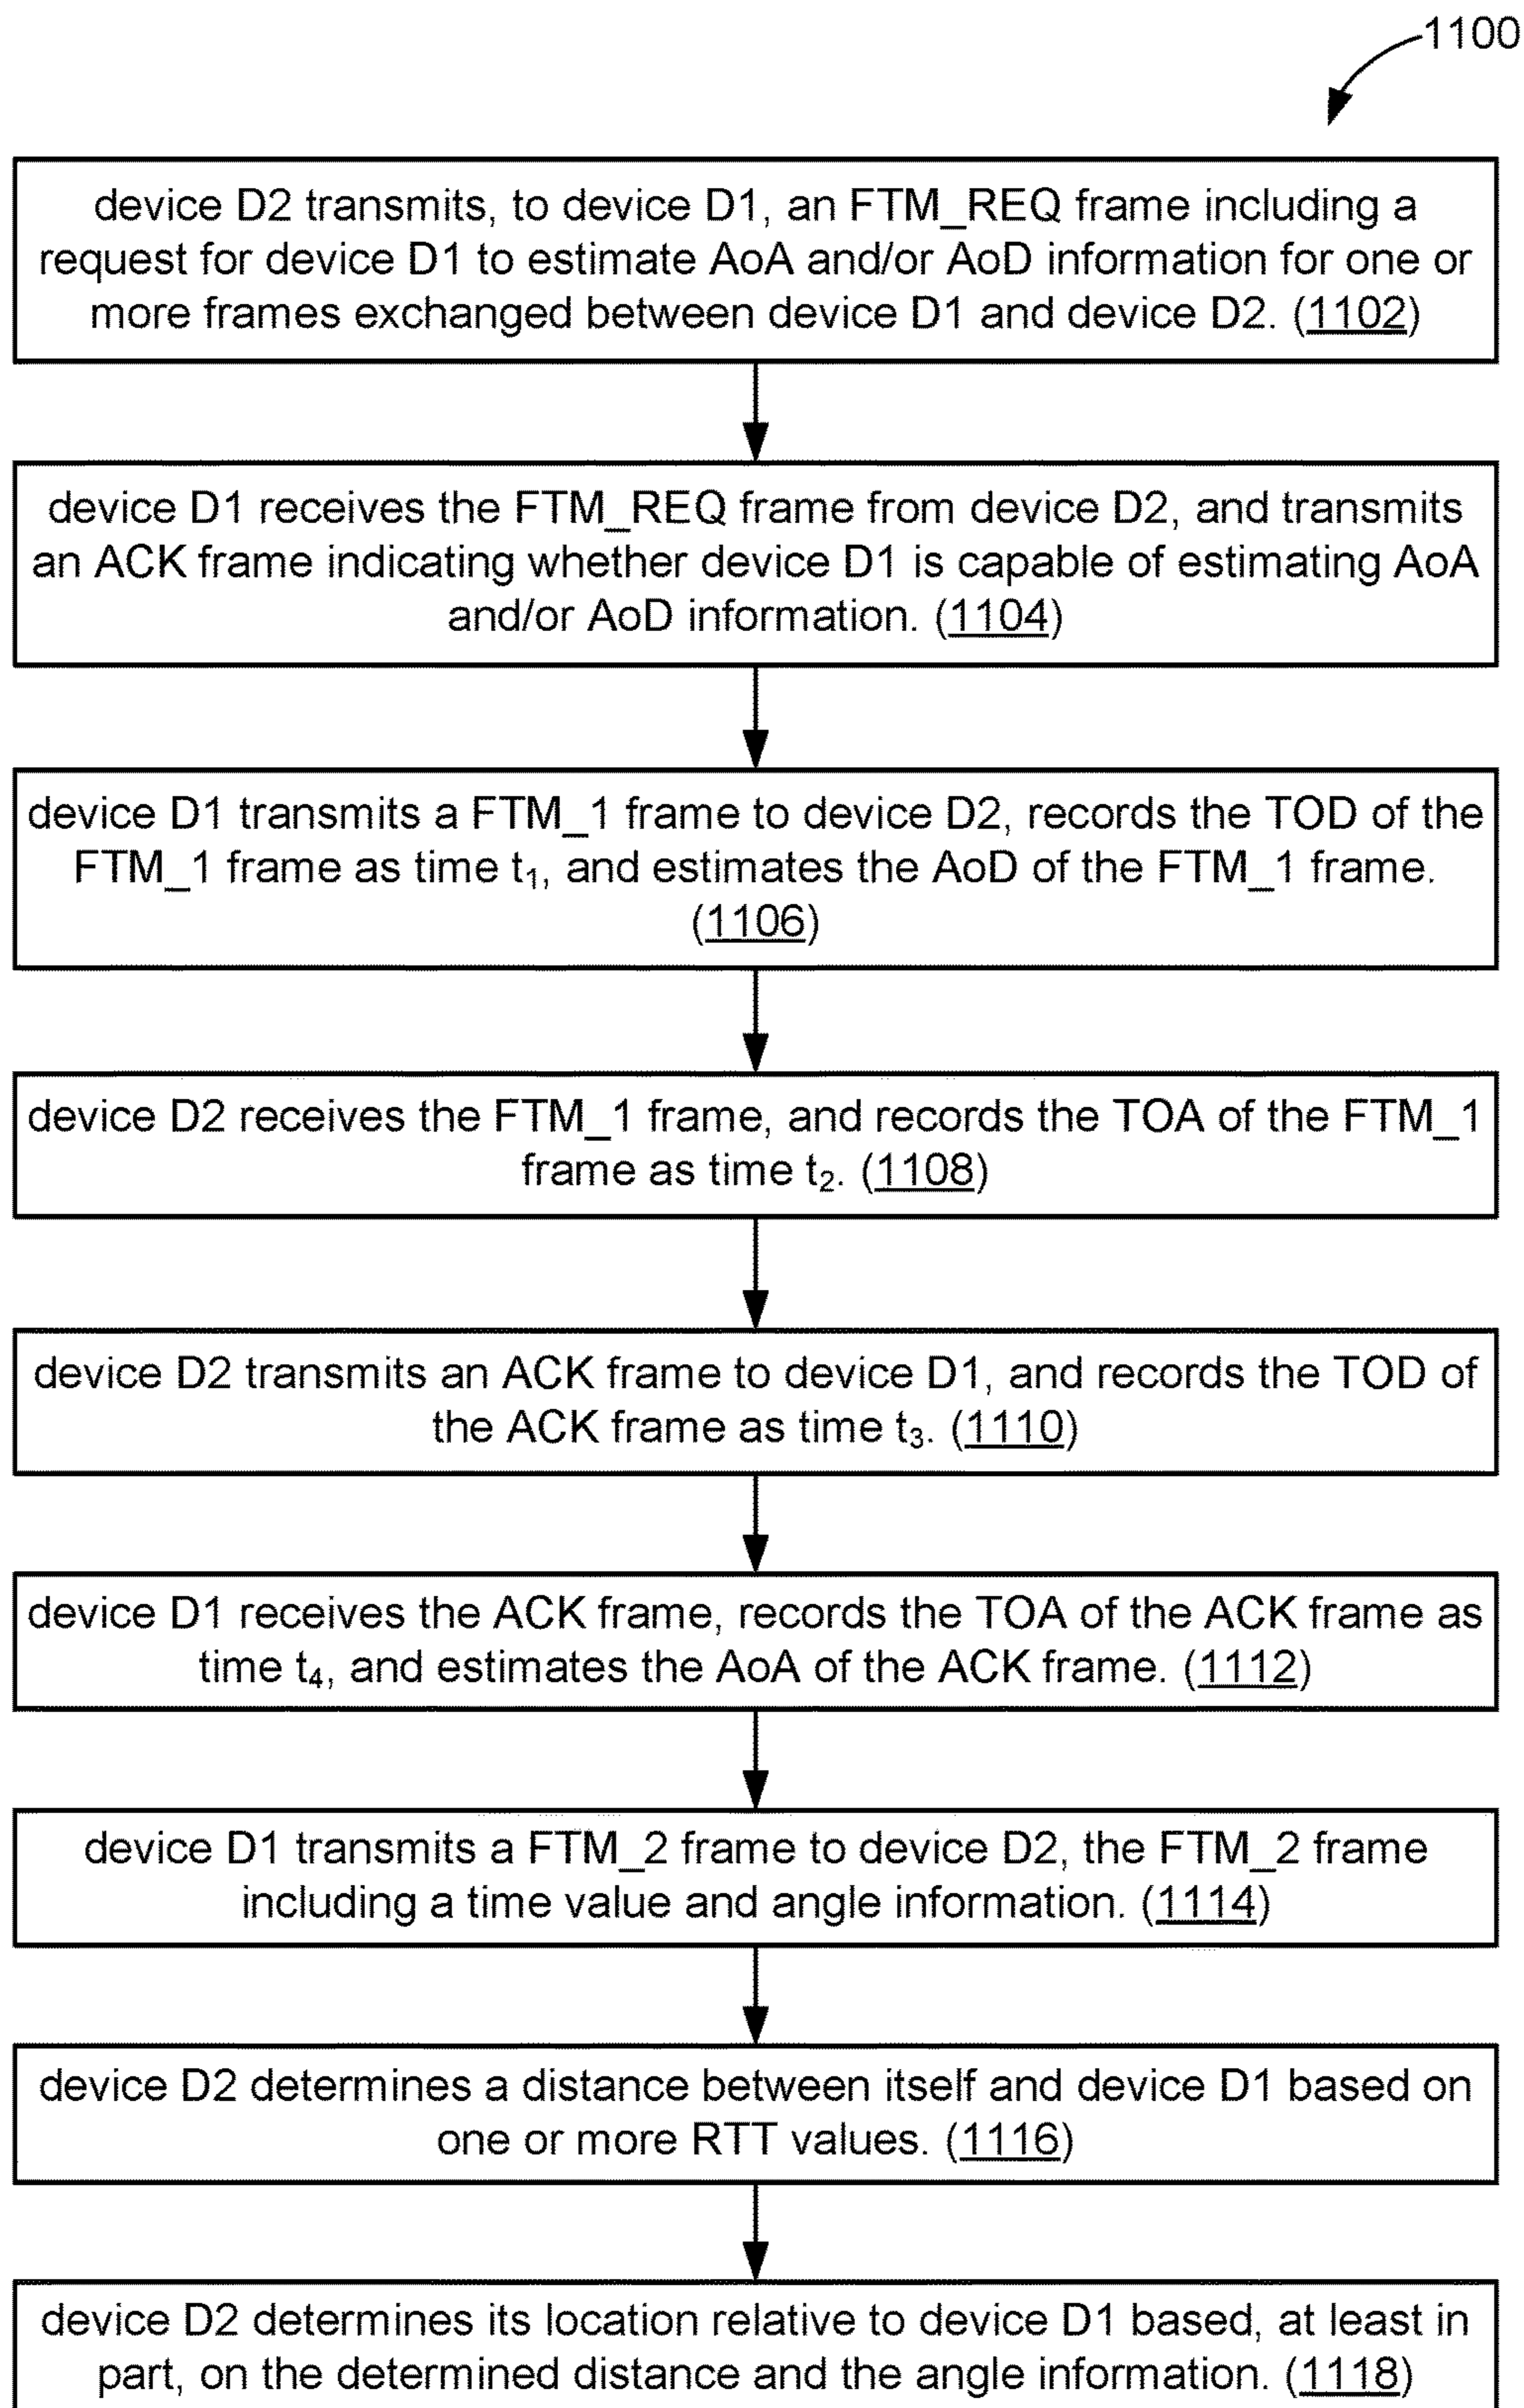 1100
device D2 transmits, to device D1, an FTM_REQ frame including a
request for device D1 to estimate AoA and/or AoD information for one or
more frames exchanged between device D1 and device D2. (1102)
device D1 receives the FTM_REQ frame from device D2, and transmits
an ACK frame indicating whether device D1 is capable of estimating AoA
and/or AoD information. (1104)
device D1 transmits a FTM_1 frame to device D2, records the TOD of the
FTM_1 frame as time t₁, and estimates the AoD of the FTM_1 frame.
(1106)
device D2 receives the FTM_1 frame, and records the TOA of the FTM_1
frame as time t₂. (1108)
device D2 transmits an ACK frame to device D1, and records the TOD of
the ACK frame as time t₃. (1110)
device D1 receives the ACK frame, records the TOA of the ACK frame as
time t₄, and estimates the AoA of the ACK frame. (1112)
device D1 transmits a FTM_2 frame to device D2, the FTM_2 frame
including a time value and angle information. (1114)
device D2 determines a distance between itself and device D1 based on
one or more RTT values. (1116)
device D2 determines its location relative to device D1 based, at least in
part, on the determined distance and the angle information. (1118)